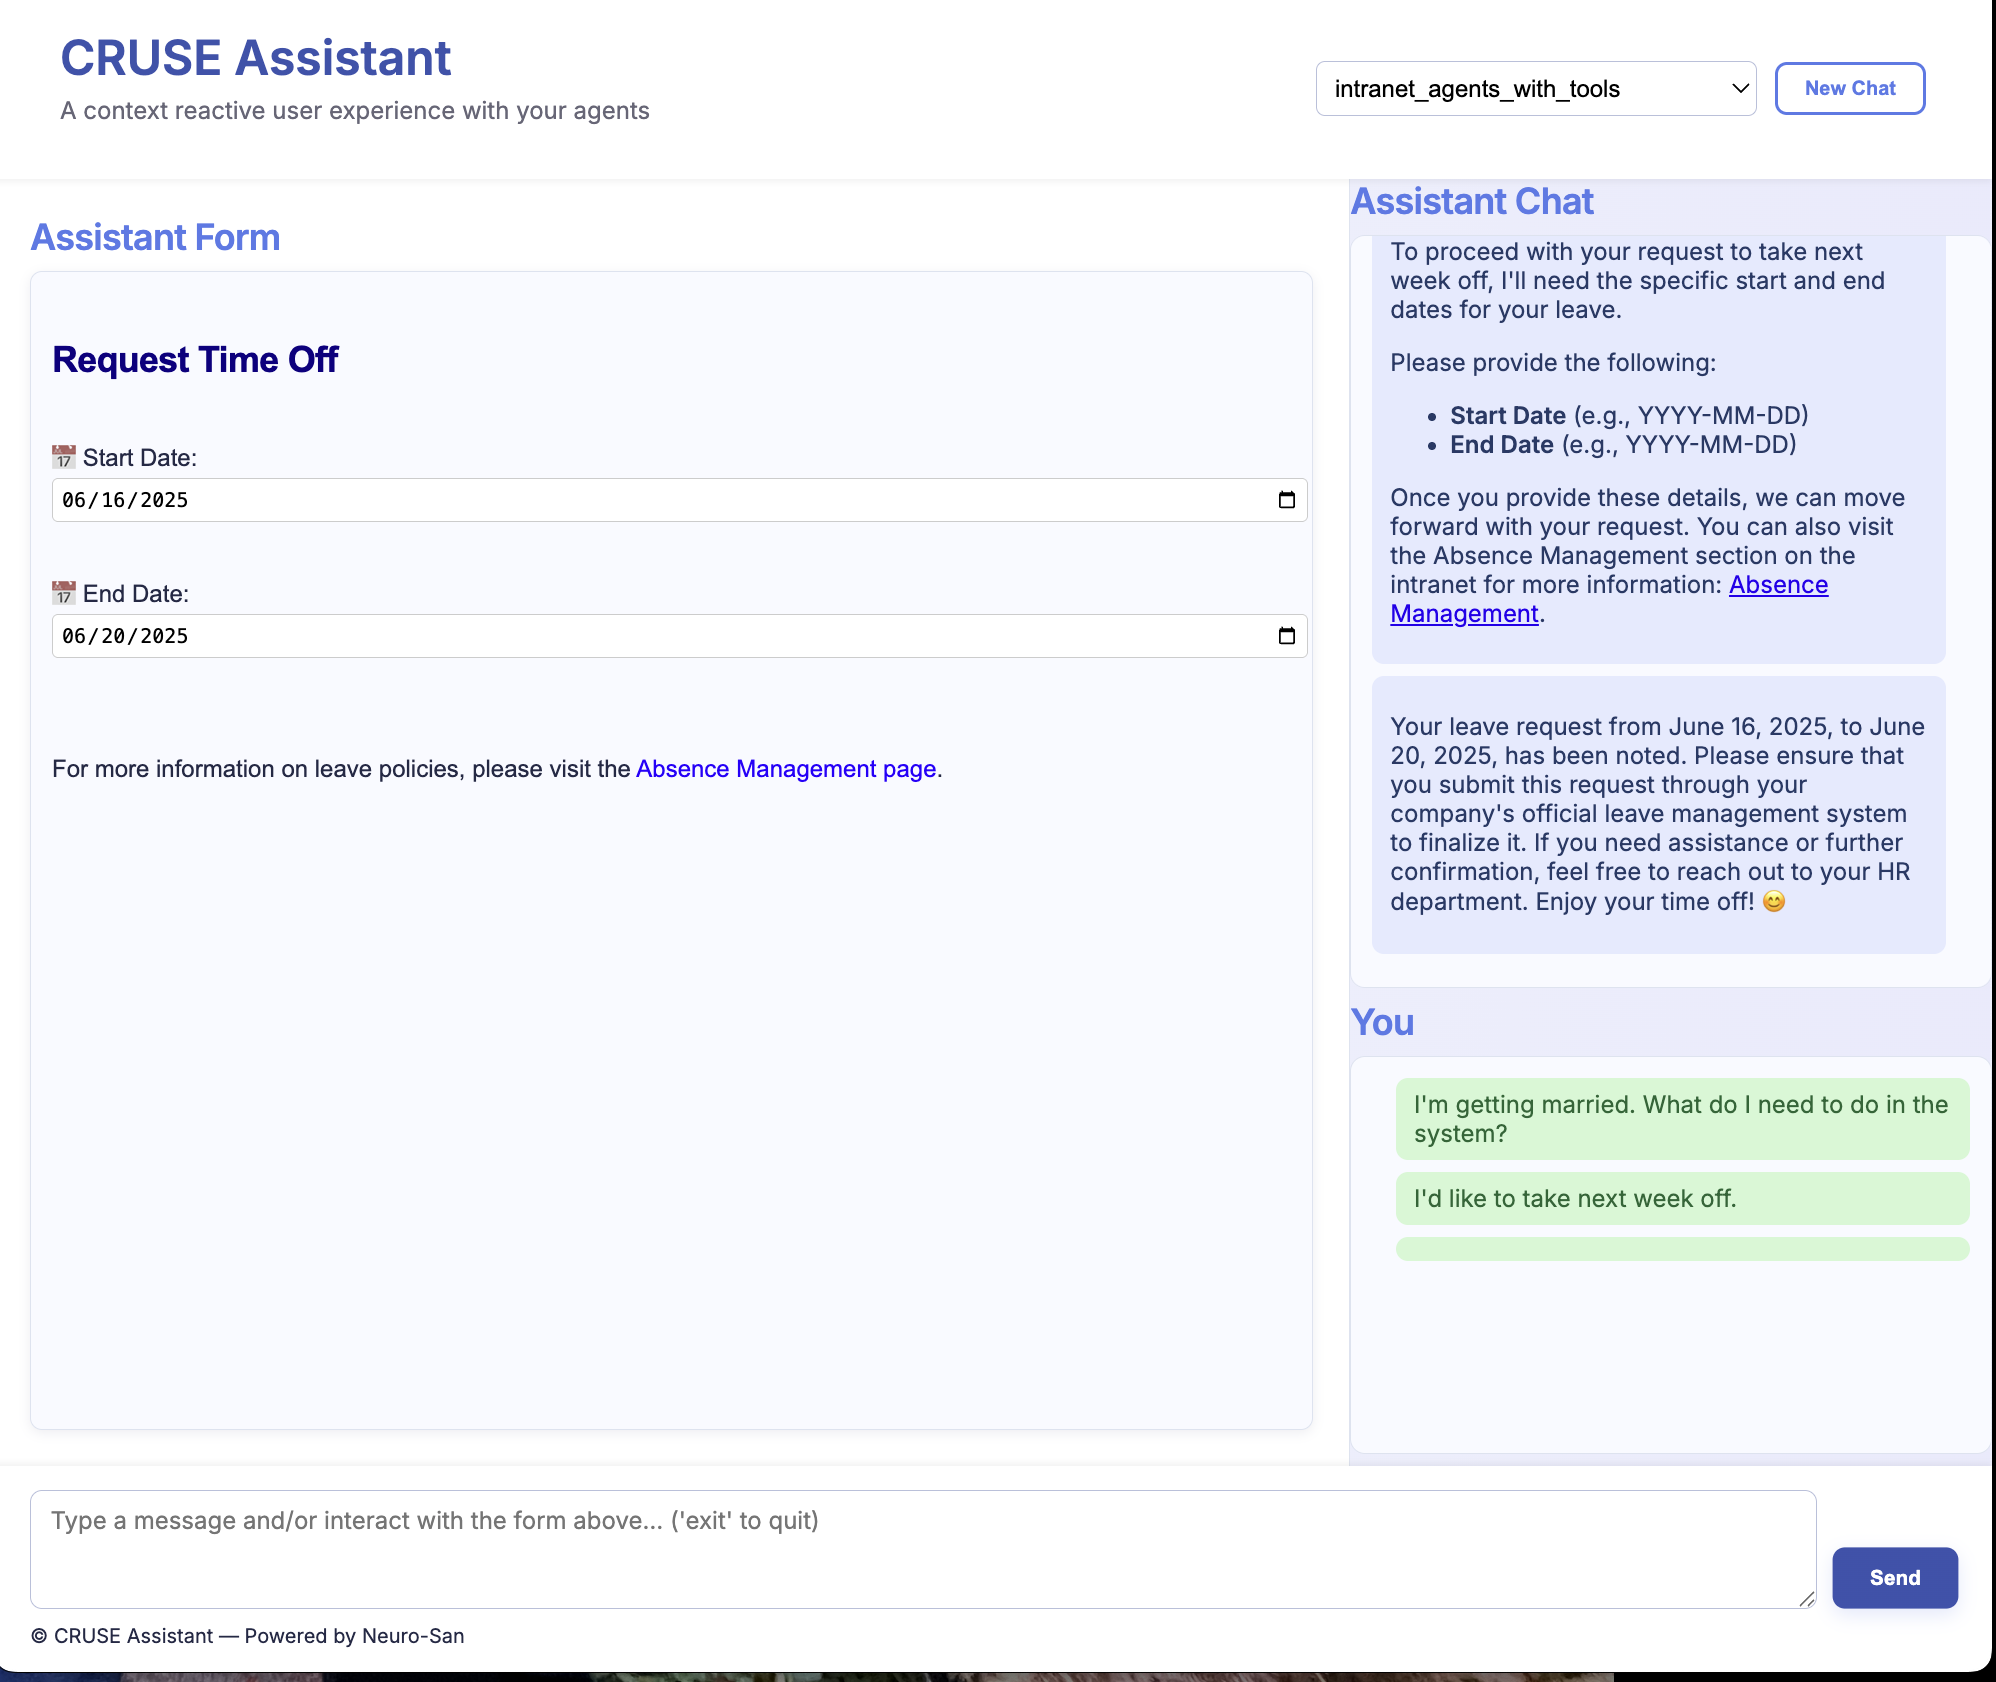 CRUSE Assistant
A context reactive user experience with your agents
intranet_agents_with_tools
New Chat
Assistant Form
Request Time Off
📅 Start Date:
06/16/2025
📅 End Date:
06/20/2025
For more information on leave policies, please visit the Absence Management page.
Assistant Chat
To proceed with your request to take next
week off, I'll need the specific start and end
dates for your leave.
Please provide the following:
• Start Date (e.g., YYYY-MM-DD)
• End Date (e.g., YYYY-MM-DD)
Once you provide these details, we can move
forward with your request. You can also visit
the Absence Management section on the
intranet for more information: Absence
Management.
Your leave request from June 16, 2025, to June
20, 2025, has been noted. Please ensure that
you submit this request through your
company's official leave management system
to finalize it. If you need assistance or further
confirmation, feel free to reach out to your HR
department. Enjoy your time off! 😊
You
I'm getting married. What do I need to do in the
system?
I'd like to take next week off.
Type a message and/or interact with the form above... ('exit' to quit)
Send
© CRUSE Assistant — Powered by Neuro-San